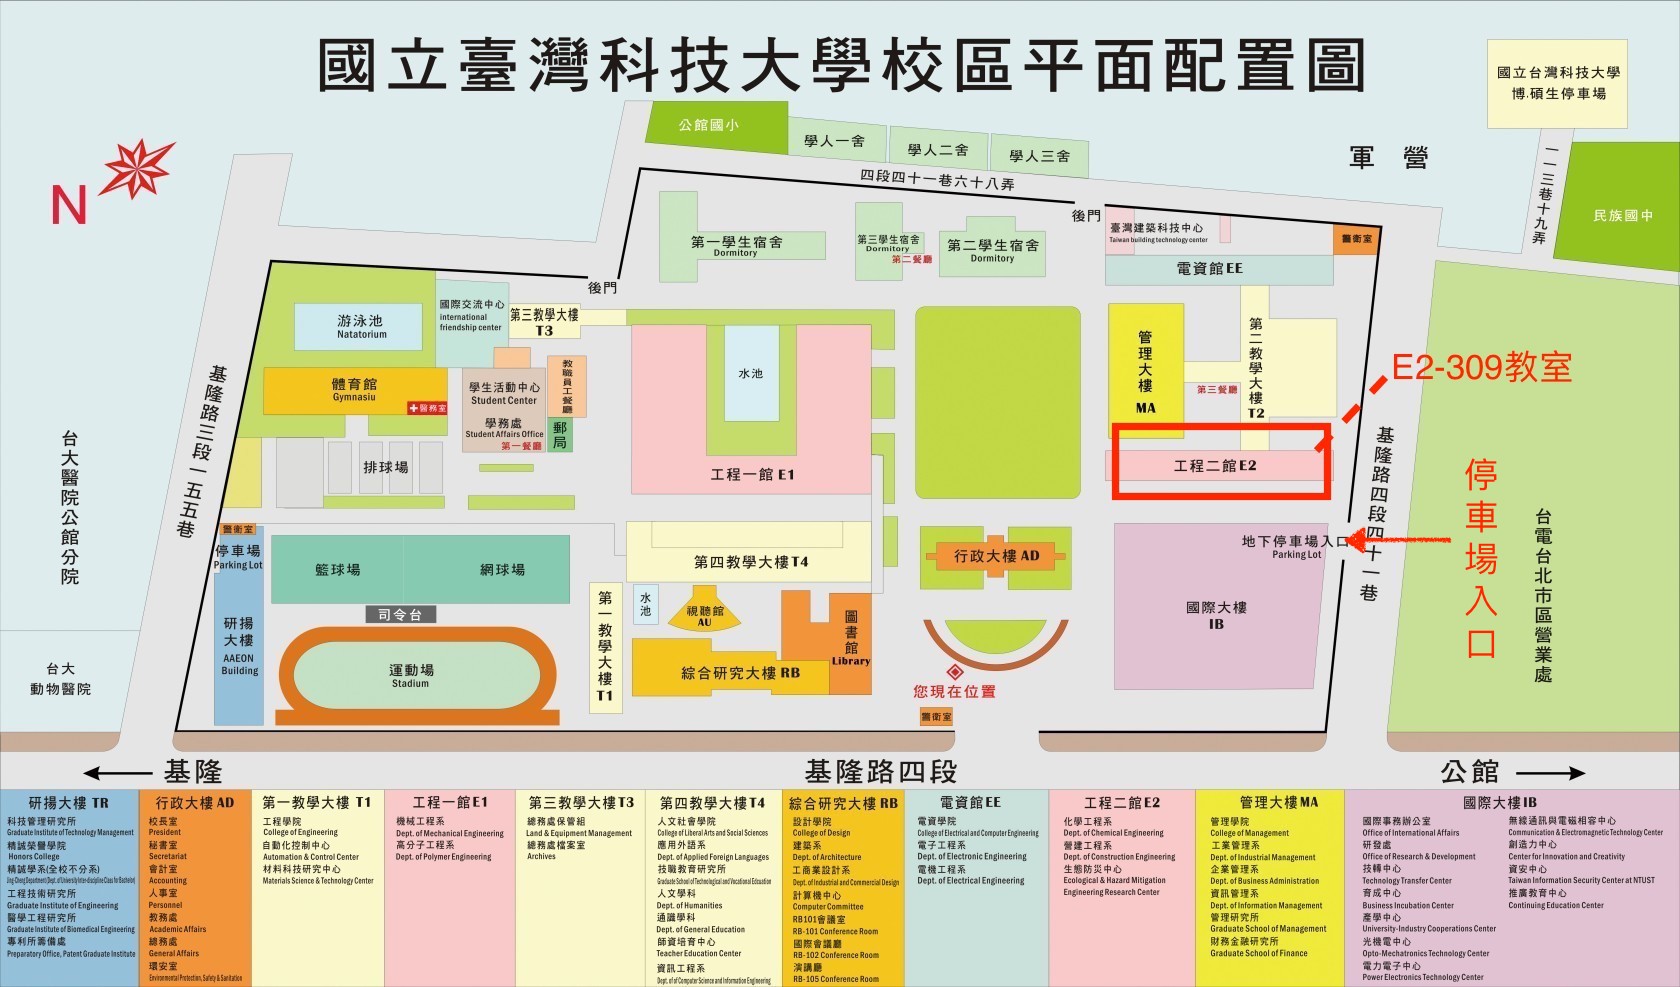 國立臺灣科技大學校區平面配置圖
國立台灣科技大學
博.碩生停車場
公館國小
學人一舍
學人二舍
學人三舍
軍 營
一一三巷十九弄
民族國中
N
四段四十一巷六十八弄
後門
臺灣建築科技中心
Taiwan building technology center
警衛室
第一學生宿舍
Dormitory
第三學生宿舍
Dormitory
第二餐廳
第二學生宿舍
Dormitory
電資館EE
後門
國際交流中心
international
friendship center
第三教學大樓
T3
游泳池
Natatorium
體育館
Gymnasiu
醫務室
學生活動中心
Student Center
學務處
Student Affairs Office
第一餐廳
教職員工餐廳
郵局
水池
工程一館 E1
管理大樓
MA
第二教學大樓
T2
第三餐廳
E2-309教室
工程二館E2
基隆路三段一五五巷
台大醫院公館分院
排球場
警衛室
停車場
Parking Lot
籃球場
網球場
司令台
研揚大樓
AAEON
Building
運動場
Stadium
台大
動物醫院
第四教學大樓T4
第一教學大樓
T1
水池
視聽館
AU
圖書館
Library
綜合研究大樓 RB
行政大樓 AD
您現在位置
警衛室
地下停車場入口
Parking Lot
國際大樓
IB
基隆路四段四十一巷
停車場入口
台電台北市區營業處
基隆
基隆路四段
公館
研揚大樓 TR
科技管理研究所
Graduate Institute of Technology Management
精誠榮譽學院
Honors College
精誠學系(全校不分系)
工程技術研究所
Graduate Institute of Engineering
醫學工程研究所
Graduate Institute of Biomedical Engineering
專利所籌備處
Preparatory Office, Patent Graduate Institute
行政大樓 AD
校長室
President
秘書室
Secretariat
會計室
Accounting
人事室
Personnel
教務處
Academic Affairs
總務處
General Affairs
環安室
Environmental Protection, Safety & Sanitation
第一教學大樓 T1
工程學院
College of Engineering
自動化控制中心
Automation & Control Center
材料科技研究中心
Materials Science & Technology Center
工程一館E1
機械工程系
Dept. of Mechanical Engineering
高分子工程系
Dept. of Polymer Engineering
第三教學大樓T3
總務處保管組
Land & Equipment Management
總務處檔案室
Archives
第四教學大樓T4
人文社會學院
College of Liberal Arts and Social Sciences
應用外語系
Dept. of Applied Foreign Languages
技職教育研究所
Graduate School of Technological and Vocational Education
人文學科
Dept. of Humanities
通識學科
Dept. of General Education
師資培育中心
Teacher Education Center
資訊工程系
Dept. of of Computer Science and Information Engineering
綜合研究大樓 RB
設計學院
College of Design
建築系
Dept. of Architecture
工商業設計系
Dept. of Industrial and Commercial Design
計算機中心
Computer Committee
RB101會議室
RB-101 Conference Room
國際會議廳
RB-102 Conference Room
演講廳
RB-105 Conference Room
電資館EE
電資學院
College of Electrical and Computer Engineering
電子工程系
Dept. of Electronic Engineering
電機工程系
Dept. of Electrical Engineering
工程二館E2
化學工程系
Dept. of Chemical Engineering
營建工程系
Dept. of Construction Engineering
生態防災中心
Ecological & Hazard Mitigation
Engineering Research Center
管理大樓MA
管理學院
College of Management
工業管理系
Dept. of Industrial Management
企業管理系
Dept. of Business Administration
資訊管理系
Dept. of Information Management
管理研究所
Graduate School of Management
財務金融研究所
Graduate School of Finance
國際大樓IB
國際事務辦公室
Office of International Affairs
研發處
Office of Research & Development
技轉中心
Technology Transfer Center
育成中心
Business Incubation Center
產學中心
University-Industry Cooperations Center
光機電中心
Opto-Mechatronics Technology Center
電力電子中心
Power Electronics Technology Center
無線通訊與電磁相容中心
Communication & Electromagnetic Technology Center
創造力中心
Center for Innovation and Creativity
資安中心
Taiwan Information Security Center at NTUST
推廣教育中心
Continuing Education Center